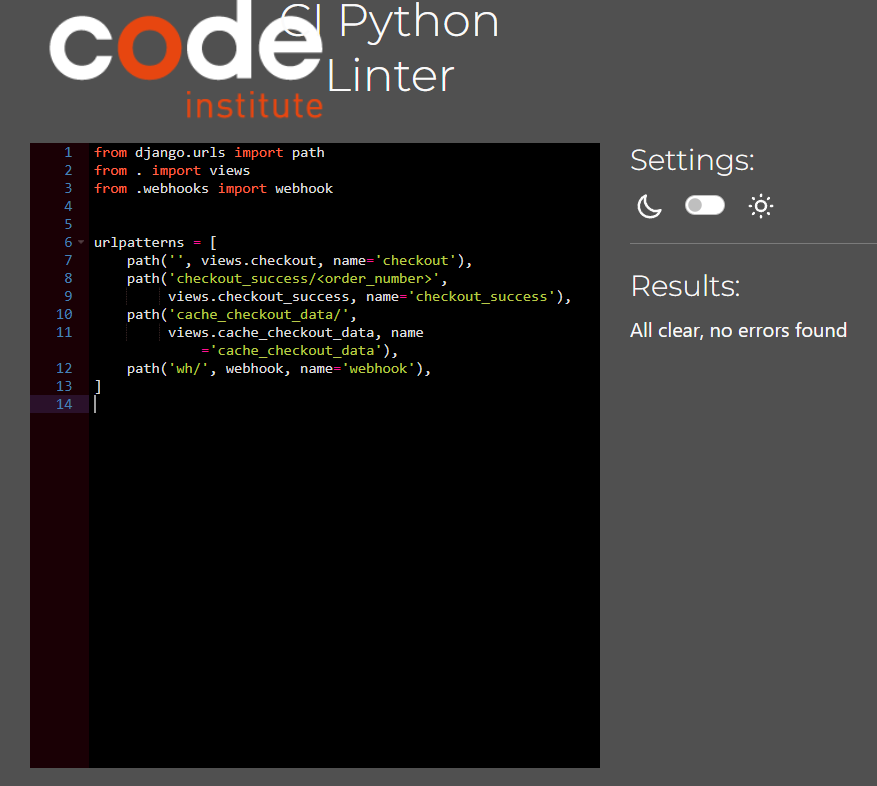 code
institute
CI Python
Linter
1 from django.urls import path
2 from . import views
3 from .webhooks import webhook
4
5
6 urlpatterns = [
7     path('', views.checkout, name='checkout'),
8     path('checkout_success/<order_number>',
9          views.checkout_success, name='checkout_success'),
10     path('cache_checkout_data/',
11          views.cache_checkout_data, name
='cache_checkout_data'),
12     path('wh/', webhook, name='webhook'),
13 ]
14
Settings:
Results:
All clear, no errors found